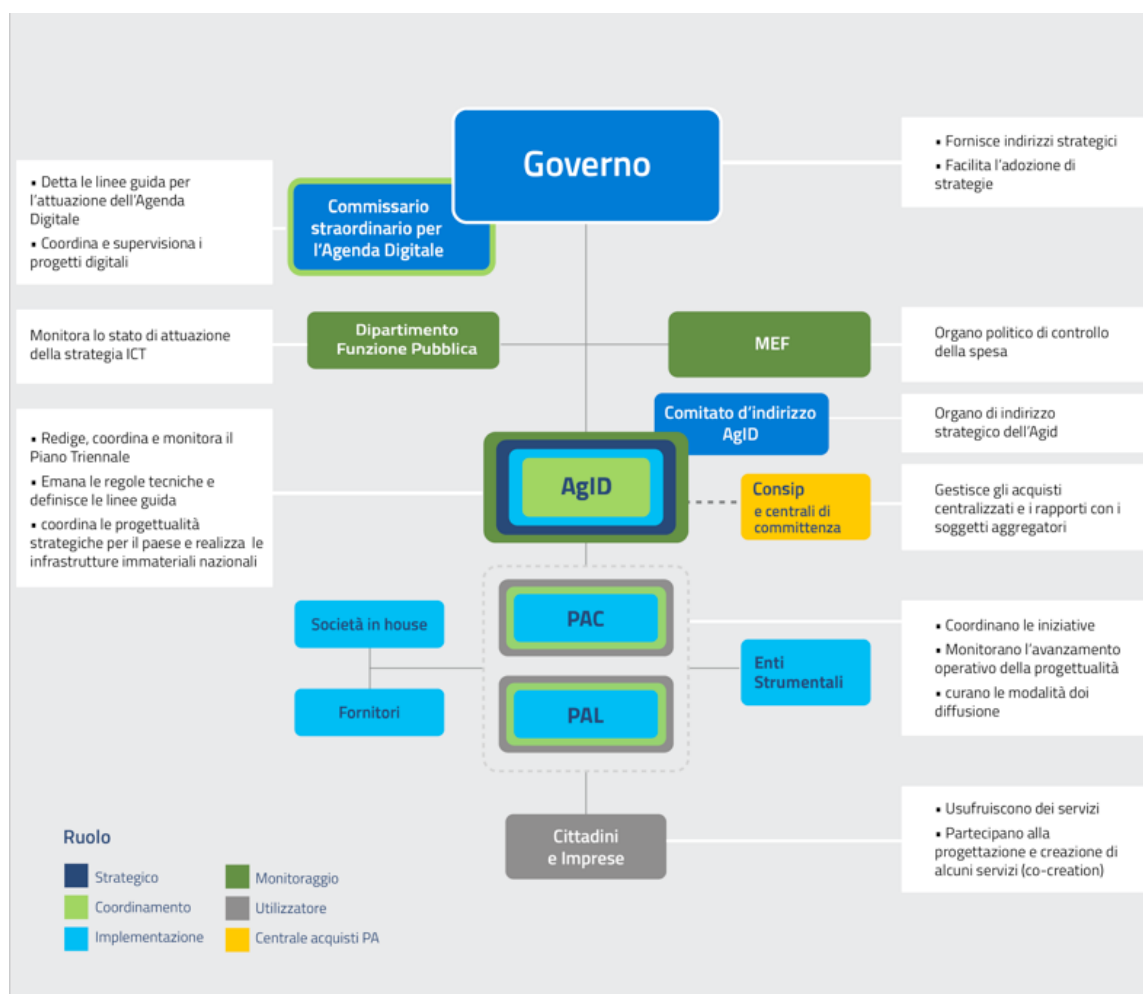 Governo
▪ Fornisce indirizzi strategici
▪ Facilita l'adozione di
strategie
▪ Detta le linee guida per
l'attuazione dell'Agenda
Digitale
▪ Coordina e supervisiona i
progetti digitali
Commissario
straordinario per
l'Agenda Digitale
Monitora lo stato di attuazione
della strategia ICT
Dipartimento
Funzione Pubblica
MEF
Organo politico di controllo
della spesa
Comitato d'indirizzo
AgID
Organo di indirizzo
strategico dell'Agid
▪ Redige, coordina e monitora il
Piano Triennale
▪ Emana le regole tecniche e
definisce le linee guida
▪ coordina le progettualità
strategiche per il paese e realizza le
infrastrutture immateriali nazionali
AgID
Consip
e centrali di
committenza
Gestisce gli acquisti
centralizzati e i rapporti con i
soggetti aggregatori
Società in house
Fornitori
PAC
PAL
Enti
Strumentali
▪ Coordinano le iniziative
▪ Monitorano l'avanzamento
operativo della progettualità
▪ curano le modalità doi
diffusione
Cittadini
e Imprese
▪ Usufruiscono dei servizi
▪ Partecipano alla
progettazione e creazione di
alcuni servizi (co-creation)
Ruolo
Strategico
Coordinamento
Implementazione
Monitoraggio
Utilizzatore
Centrale acquisti PA